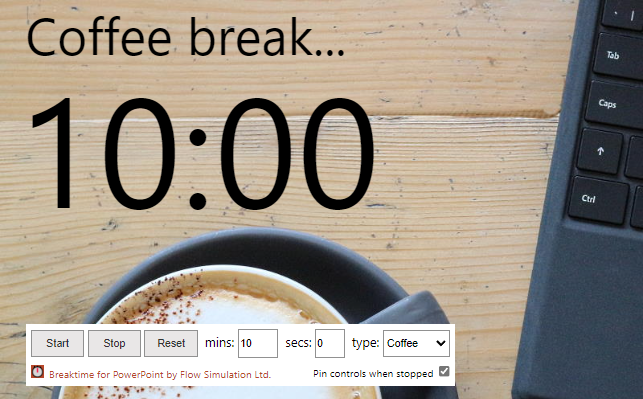 Coffee break...
10:00
Tab
Caps
Ctrl
Start Stop Reset mins: 10 secs: 0 type: Coffee
Breaktime for PowerPoint by Flow Simulation Ltd. Pin controls when stopped